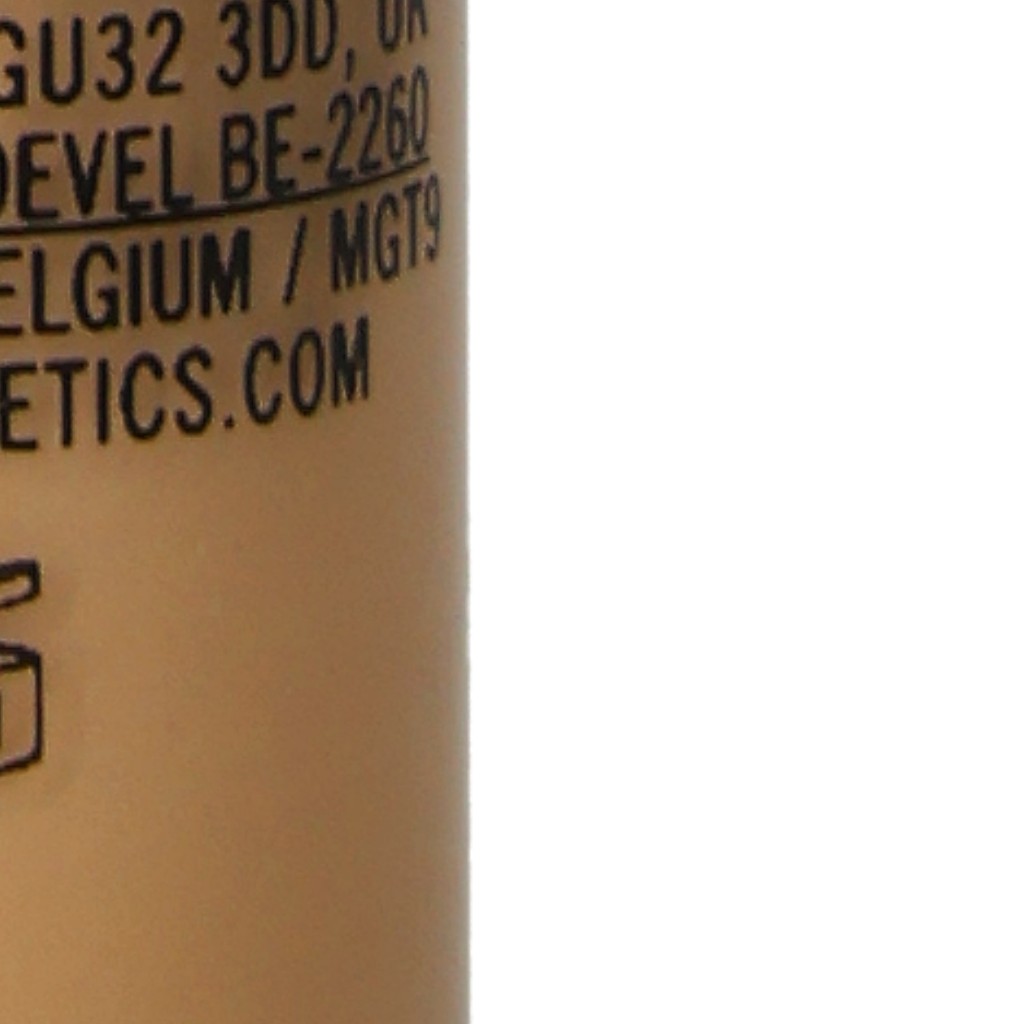 GU32 3DD, UK
DEVEL BE-2260
ELGIUM / MGT9
ETICS.COM